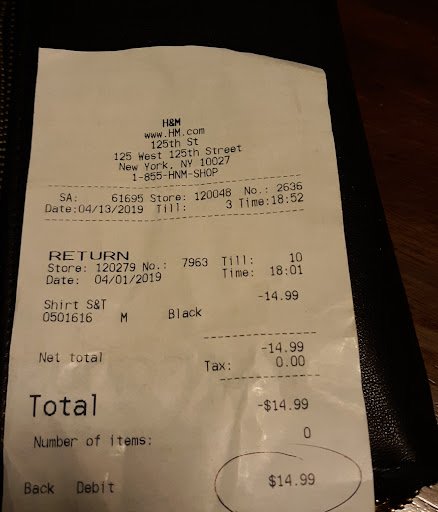 H&M
www.HM.com
125th St
125 West 125th Street
New York, NY 10027
1-855-HNM-SHOP
SA: 61695 Store: 120048 No.: 2636
Date:04/13/2019 Till: 3 Time:18:52
RETURN
Store: 120279 No.: 7963 Till: 10
Date: 04/01/2019 Time: 18:01
Shirt S&T -14.99
0501616 M Black
Net total -14.99
Tax: 0.00
Total -$14.99
Number of items: 0
Back Debit $14.99